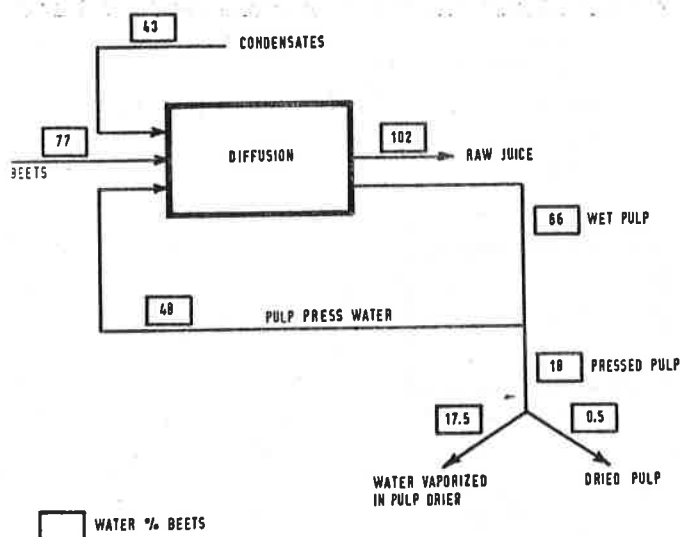 43
CONDENSATES
77
BEETS
DIFFUSION
102
RAW JUICE
66
WET PULP
48
PULP PRESS WATER
18
PRESSED PULP
17.5
0.5
WATER VAPORIZED
IN PULP DRIER
DRIED PULP
WATER % BEETS